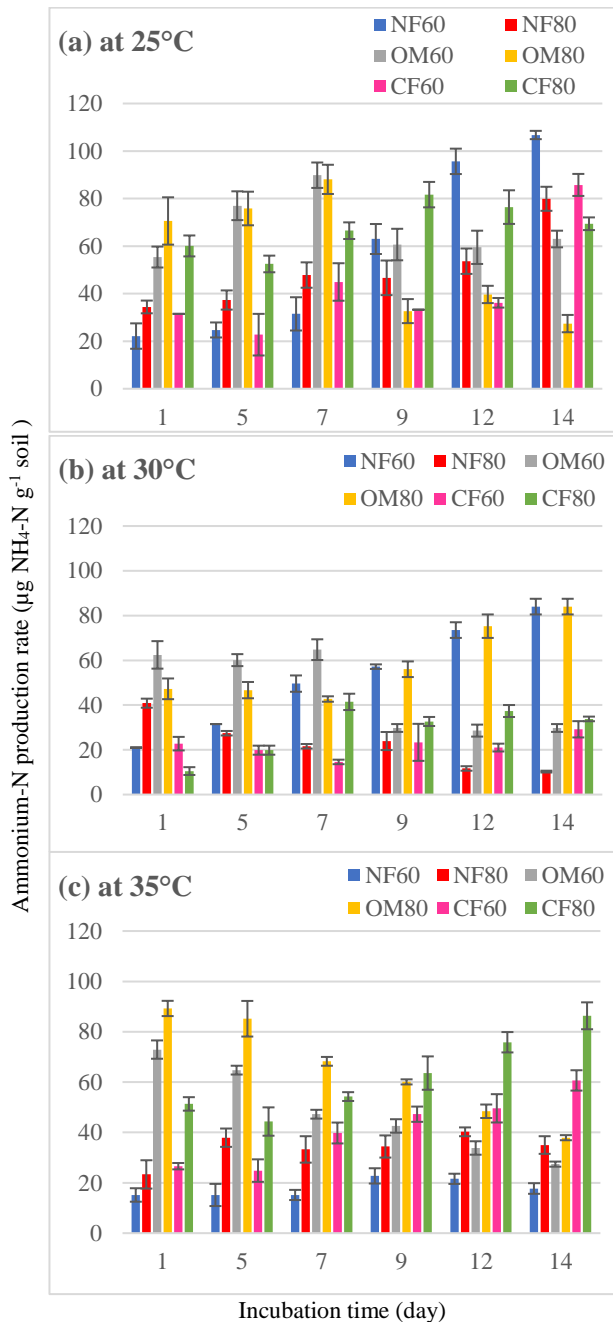 (a) at 25°C
NF60 NF80
OM60 OM80
CF60 CF80
120
100
80
60
40
20
0
1 5 7 9 12 14
(b) at 30°C
NF60 NF80 OM60
OM80 CF60 CF80
120
100
80
60
40
20
0
1 5 7 9 12 14
(c) at 35°C
NF60 NF80 OM60
OM80 CF60 CF80
120
100
80
60
40
20
0
1 5 7 9 12 14
Ammonium-N production rate (µg NH₄-N g⁻¹ soil )
Incubation time (day)